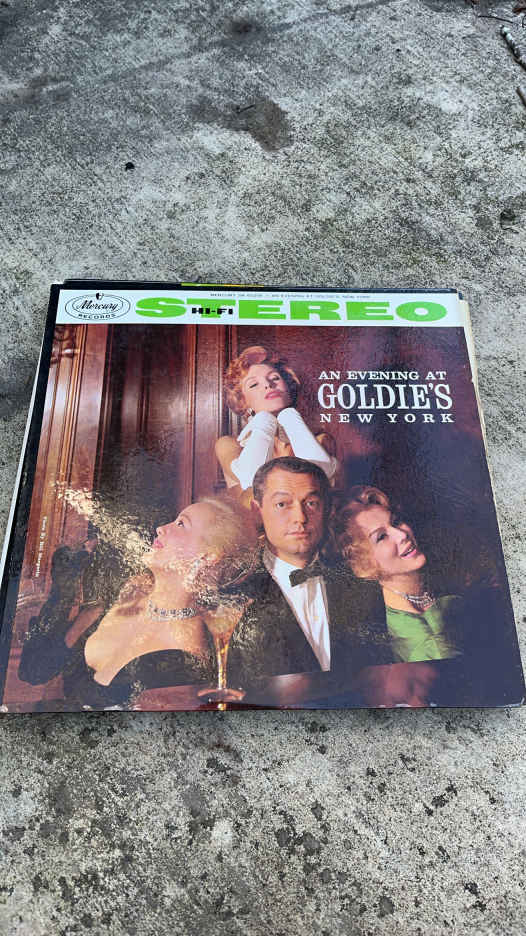 Mercury
RECORDS
STEREO
HI-FI
AN EVENING AT
GOLDIE'S
NEW YORK